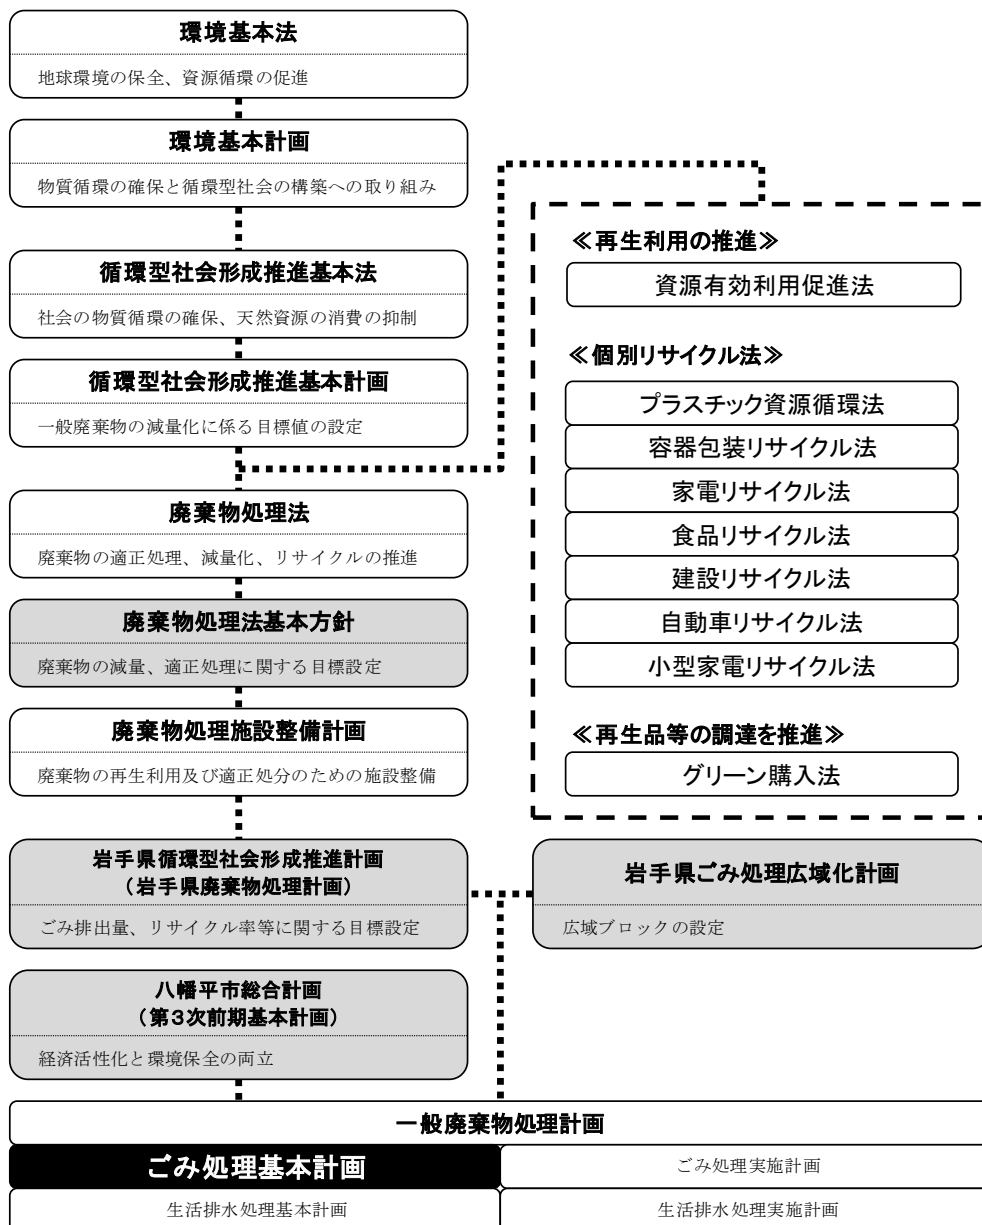 環境基本法
地球環境の保全、資源循環の促進
環境基本計画
物質循環の確保と循環型社会の構築への取り組み
循環型社会形成推進基本法
社会の物質循環の確保、天然資源の消費の抑制
循環型社会形成推進基本計画
一般廃棄物の減量化に係る目標値の設定
廃棄物処理法
廃棄物の適正処理、減量化、リサイクルの推進
廃棄物処理法基本方針
廃棄物の減量、適正処理に関する目標設定
廃棄物処理施設整備計画
廃棄物の再生利用及び適正処分のための施設整備
≪再生利用の推進≫
資源有効利用促進法
≪個別リサイクル法≫
プラスチック資源循環法
容器包装リサイクル法
家電リサイクル法
食品リサイクル法
建設リサイクル法
自動車リサイクル法
小型家電リサイクル法
≪再生品等の調達を推進≫
グリーン購入法
岩手県循環型社会形成推進計画
（岩手県廃棄物処理計画）
ごみ排出量、リサイクル率等に関する目標設定
岩手県ごみ処理広域化計画
広域ブロックの設定
八幡平市総合計画
（第３次前期基本計画）
経済活性化と環境保全の両立
一般廃棄物処理計画
ごみ処理基本計画
ごみ処理実施計画
生活排水処理基本計画
生活排水処理実施計画